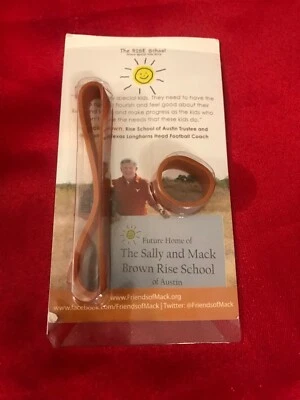 The RISE School
special kids. They need to have the
flourish and feel good about their
and make progress as the kids who
have the needs that these kids do."
Brown, Rise School of Austin Trustee and
Texas Longhorns Head Football Coach
Future Home of
The Sally and Mack
Brown Rise School
of Austin
www.FriendsofMack.org
www.facebook.com/FriendsofMack | Twitter: @FriendsofMack